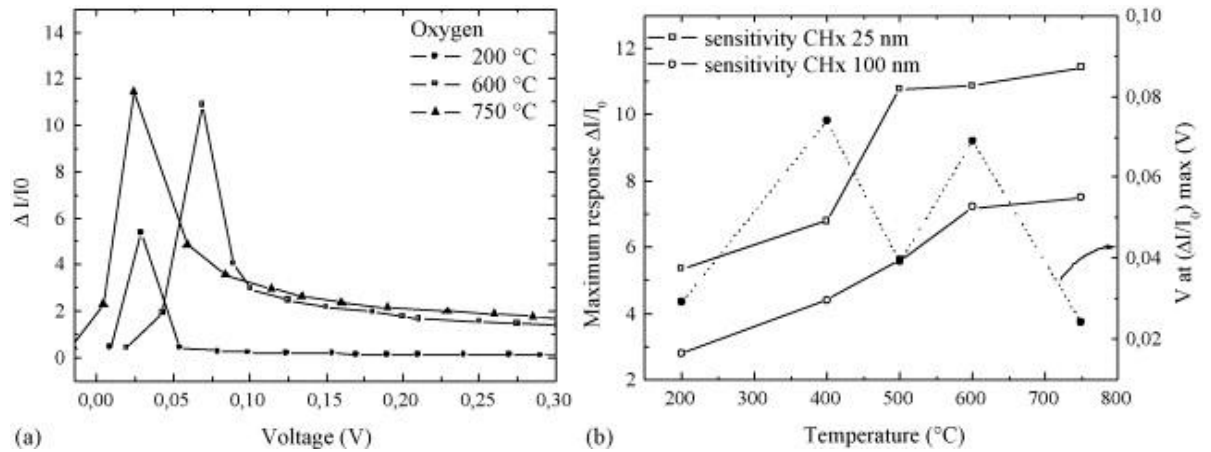 Oxygen
200 °C
600 °C
750 °C
Δ I/I0
14
12
10
8
6
4
2
0
0,00
0,05
0,10
0,15
0,20
0,25
0,30
Voltage (V)
(a)
sensitivity CHx 25 nm
sensitivity CHx 100 nm
Maximum response ΔI/I₀
12
10
8
6
4
2
200
300
400
500
600
700
800
Temperature (°C)
0,10
0,08
0,06
0,04
0,02
V at (ΔI/I₀) max (V)
(b)